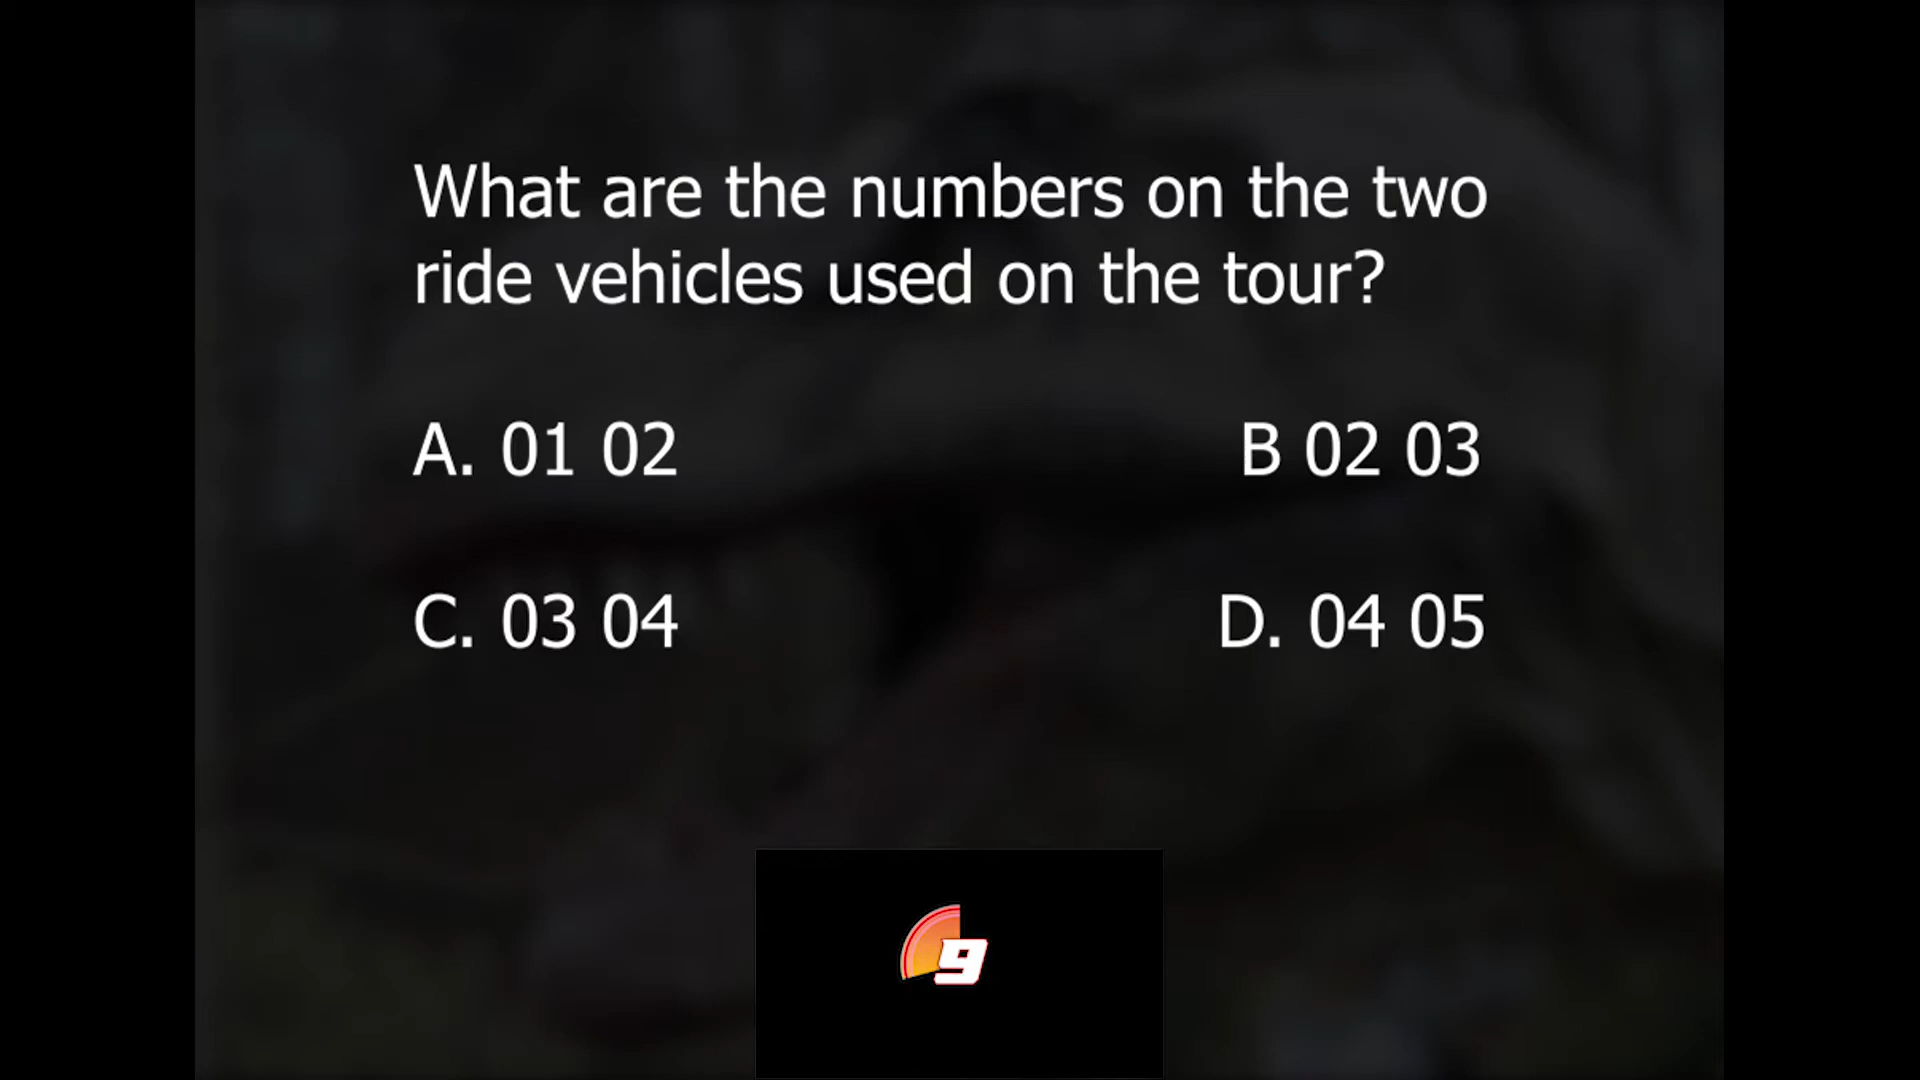 What are the numbers on the two
ride vehicles used on the tour?
A. 01 02 B 02 03
C. 03 04 D. 04 05
9